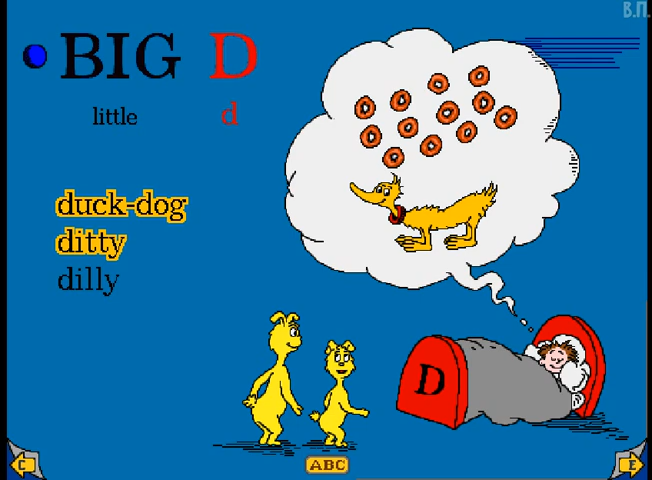 В.П.
BIG D
little d
duck-dog
ditty
dilly
D
C
ABC
E